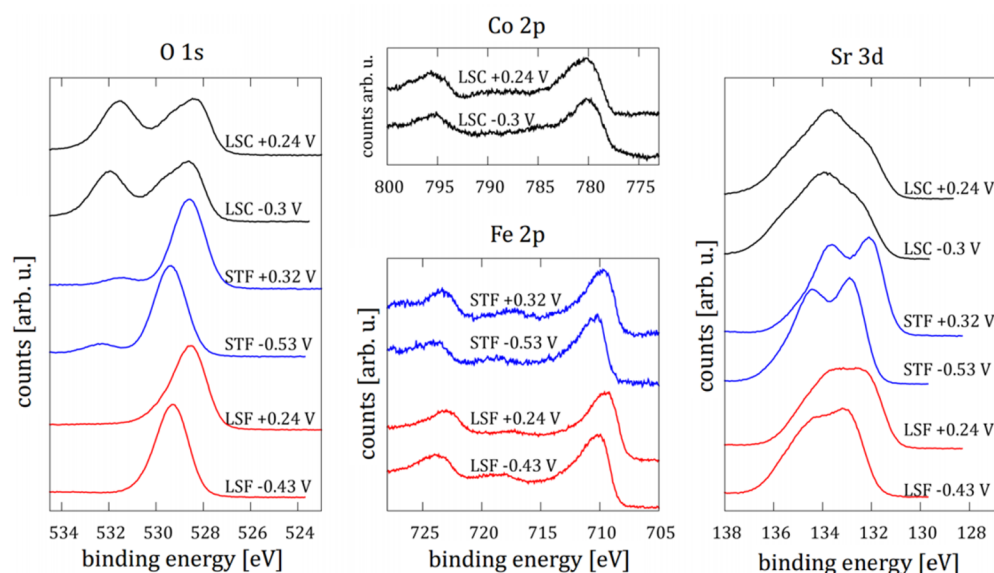 O 1s
LSC +0.24 V
LSC -0.3 V
STF +0.32 V
STF -0.53 V
LSF +0.24 V
LSF -0.43 V
counts [arb. u.]
534 532 530 528 526 524
binding energy [eV]
Co 2p
LSC +0.24 V
LSC -0.3 V
counts arb. u.]
800 795 790 785 780 775
Fe 2p
STF +0.32 V
STF -0.53 V
LSF +0.24 V
LSF -0.43 V
counts [arb. u.]
725 720 715 710 705
binding energy [eV]
Sr 3d
LSC +0.24 V
LSC -0.3 V
STF +0.32 V
STF -0.53 V
LSF +0.24 V
LSF -0.43 V
counts [arb. u.]
138 136 134 132 130 128
binding energy [eV]